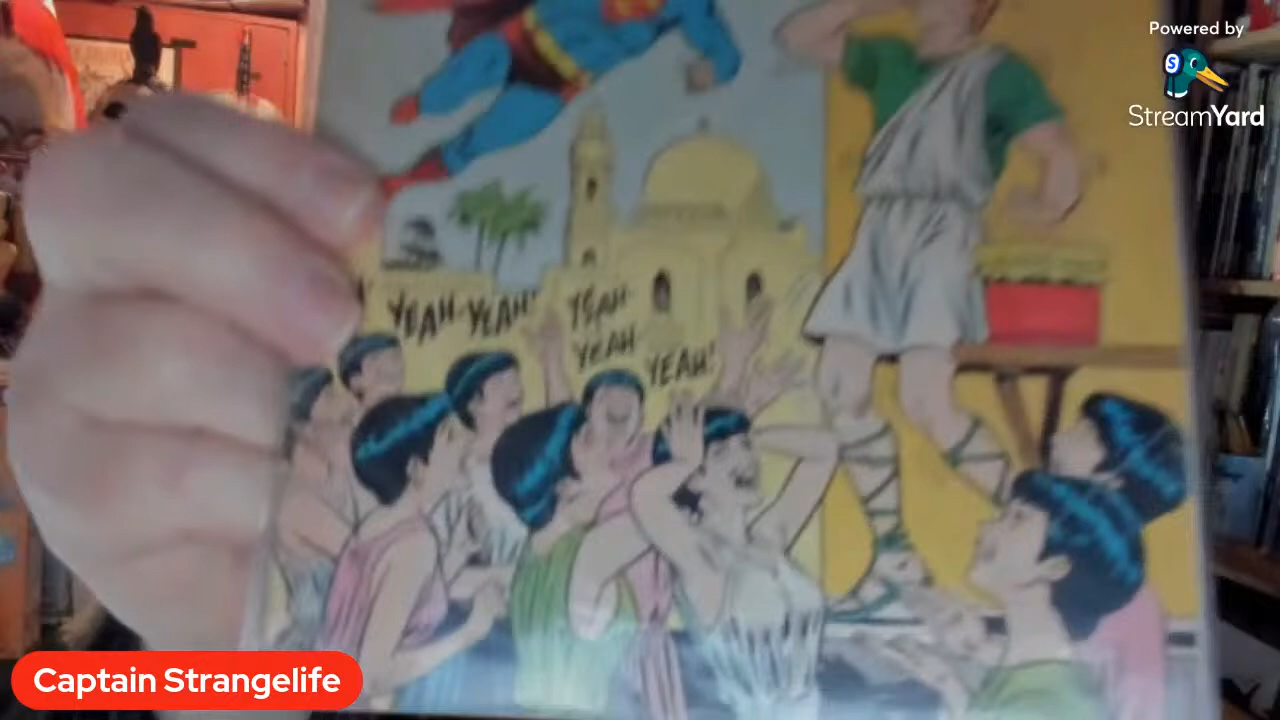 Powered by
StreamYard
YEAH-YEAH!
YEAH-
YEAH
YEAH!
Captain Strangelife